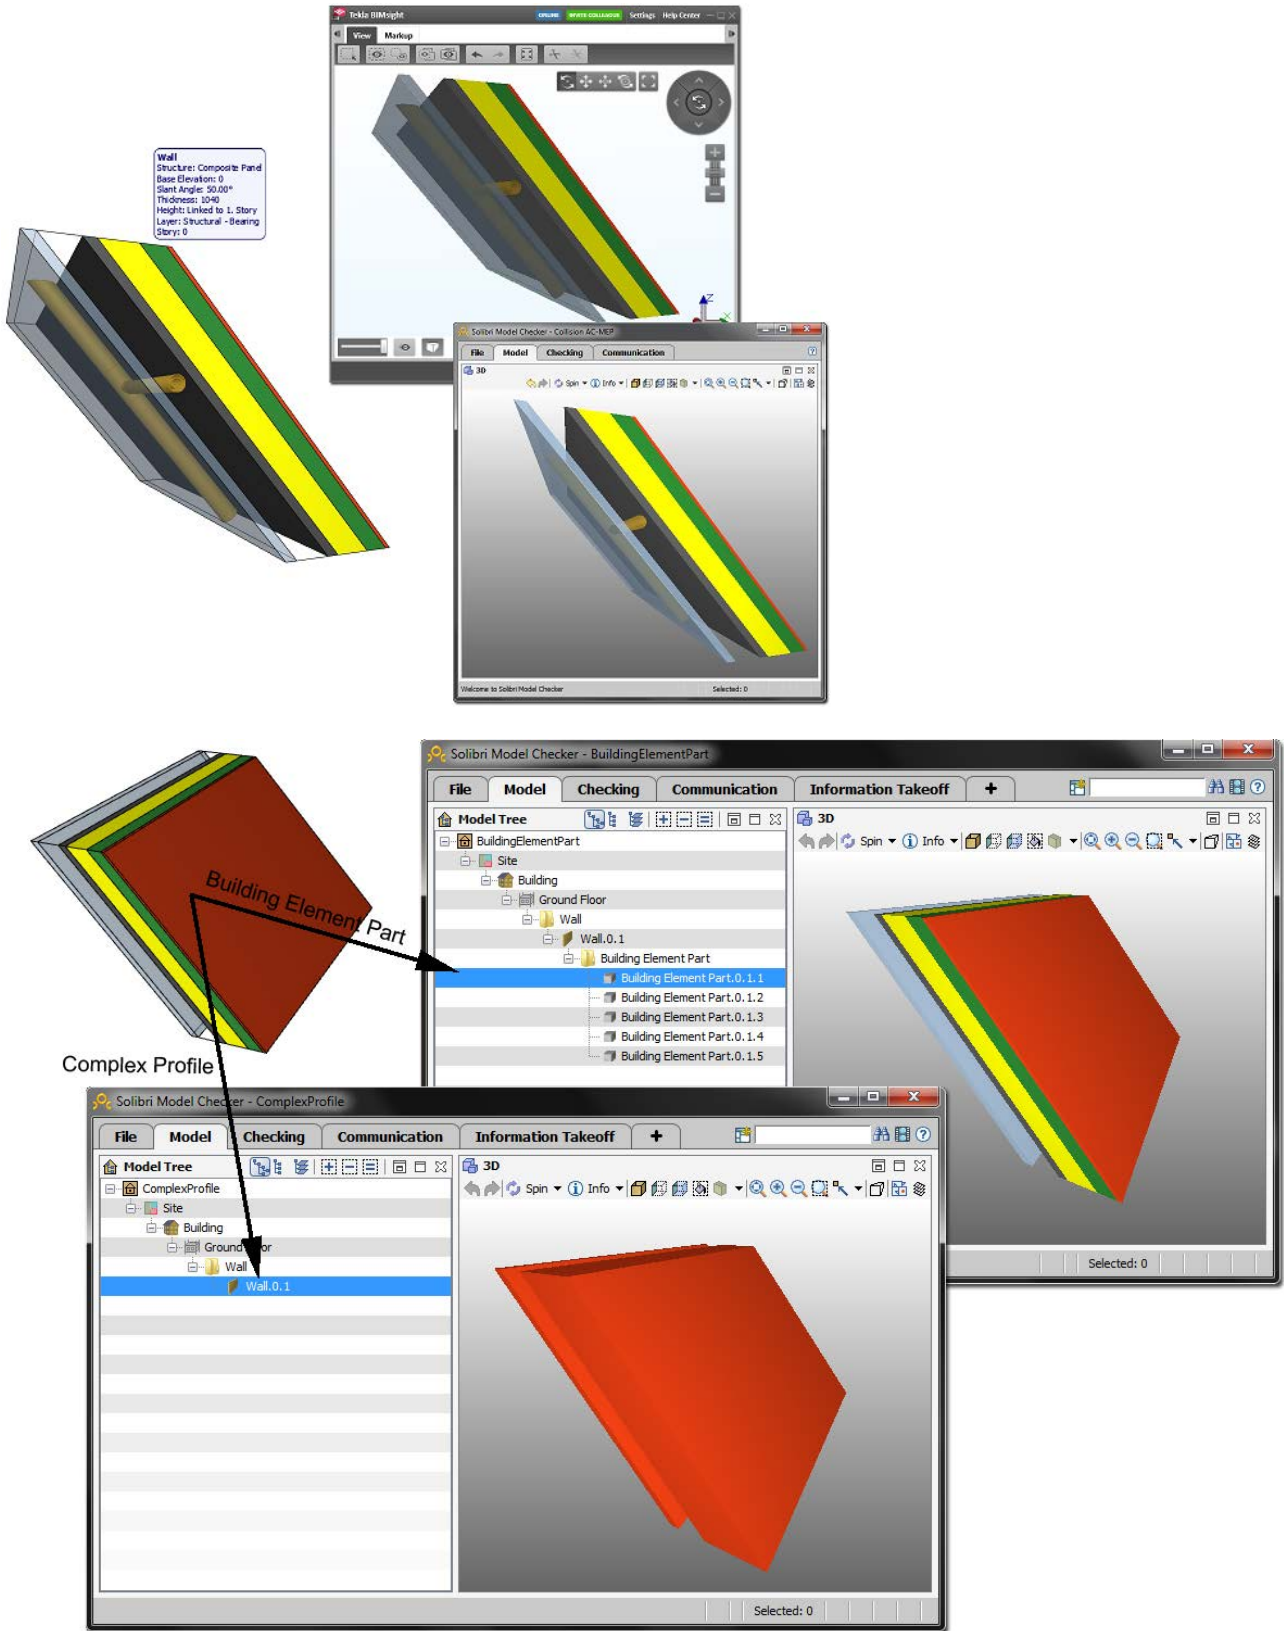 Tekla BIMsight
ONLINE INVITE COLLEAGUE Settings Help Center
View Markup
Wall
Structure: Composite Panel
Base Elevation: 0
Slant Angle: 50.00°
Thickness: 1040
Height: Linked to 1. Story
Layer: Structural - Bearing
Story: 0
Z
X
Solibri Model Checker - Collision AC-MEP
File Model Checking Communication
3D
Spin Info
Welcome to Solibri Model Checker Selected: 0
Solibri Model Checker - BuildingElementPart
File Model Checking Communication Information Takeoff +
Model Tree
3D
Spin Info
BuildingElementPart
Site
Building
Ground Floor
Wall
Wall.0.1
Building Element Part
Building Element Part.0.1.1
Building Element Part.0.1.2
Building Element Part.0.1.3
Building Element Part.0.1.4
Building Element Part.0.1.5
Selected: 0
Building Element Part
Complex Profile
Solibri Model Checker - ComplexProfile
File Model Checking Communication Information Takeoff +
Model Tree
3D
Spin Info
ComplexProfile
Site
Building
Ground Floor
Wall
Wall.0.1
Selected: 0